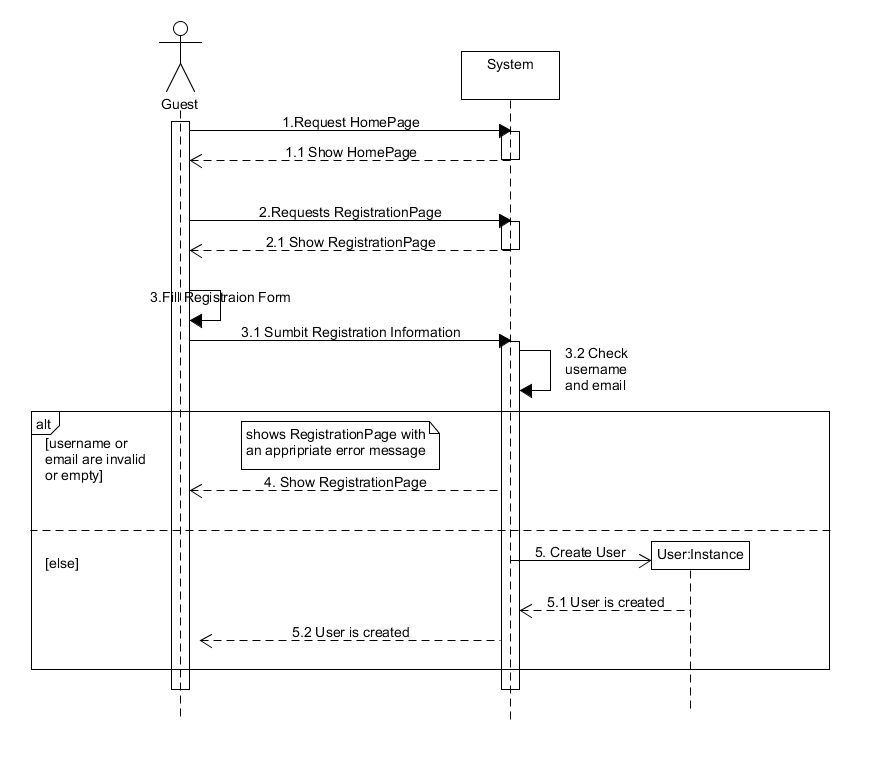 System
Guest
1.Request HomePage
1.1 Show HomePage
2.Requests RegistrationPage
2.1 Show RegistrationPage
3.Fill Registraion Form
3.1 Sumbit Registration Information
3.2 Check
username
and email
alt
[username or
email are invalid
or empty]
shows RegistrationPage with
an appripriate error message
4. Show RegistrationPage
[else]
5. Create User
User:Instance
5.1 User is created
5.2 User is created